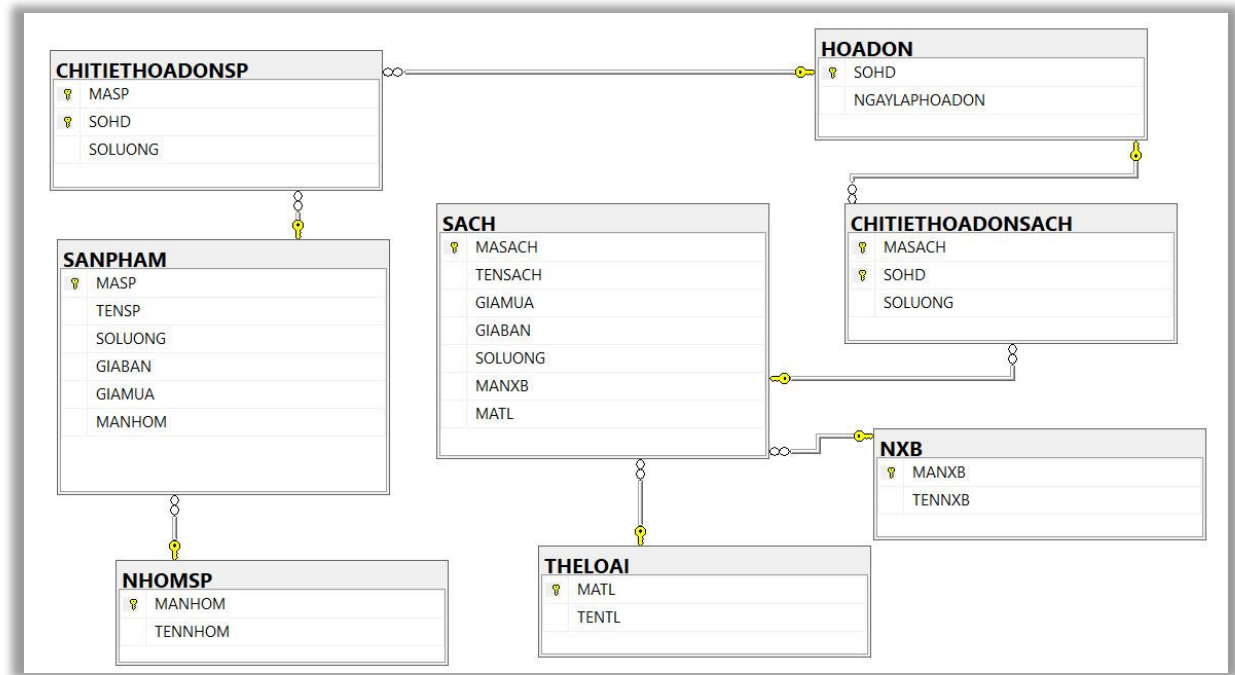 CHITIETHOADONSP
MASP
SOHD
SOLUONG
HOADON
SOHD
NGAYLAPHOADON
SANPHAM
MASP
TENSP
SOLUONG
GIABAN
GIAMUA
MANHOM
SACH
MASACH
TENSACH
GIAMUA
GIABAN
SOLUONG
MANXB
MATL
CHITIETHOADONSACH
MASACH
SOHD
SOLUONG
NXB
MANXB
TENNXB
NHOMSP
MANHOM
TENNHOM
THELOAI
MATL
TENTL